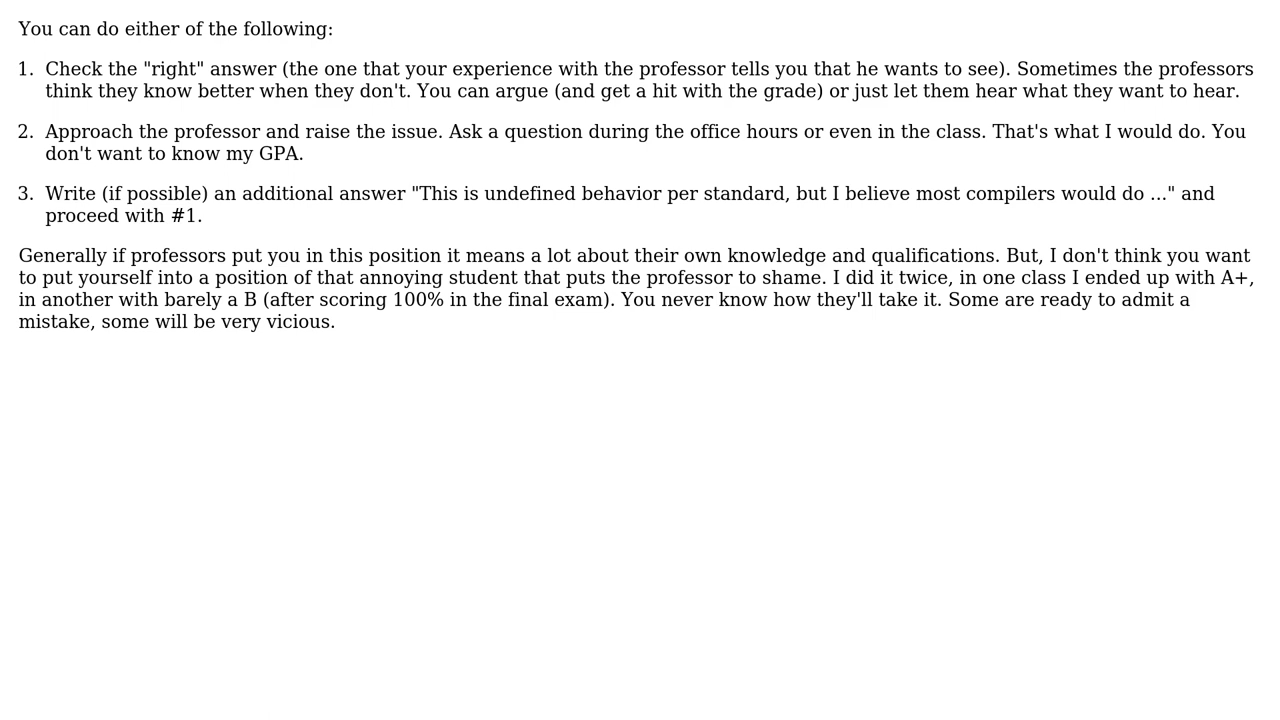 You can do either of the following:
1. Check the "right" answer (the one that your experience with the professor tells you that he wants to see). Sometimes the professors
think they know better when they don't. You can argue (and get a hit with the grade) or just let them hear what they want to hear.
2. Approach the professor and raise the issue. Ask a question during the office hours or even in the class. That's what I would do. You
don't want to know my GPA.
3. Write (if possible) an additional answer "This is undefined behavior per standard, but I believe most compilers would do ..." and
proceed with #1.
Generally if professors put you in this position it means a lot about their own knowledge and qualifications. But, I don't think you want
to put yourself into a position of that annoying student that puts the professor to shame. I did it twice, in one class I ended up with A+,
in another with barely a B (after scoring 100% in the final exam). You never know how they'll take it. Some are ready to admit a
mistake, some will be very vicious.